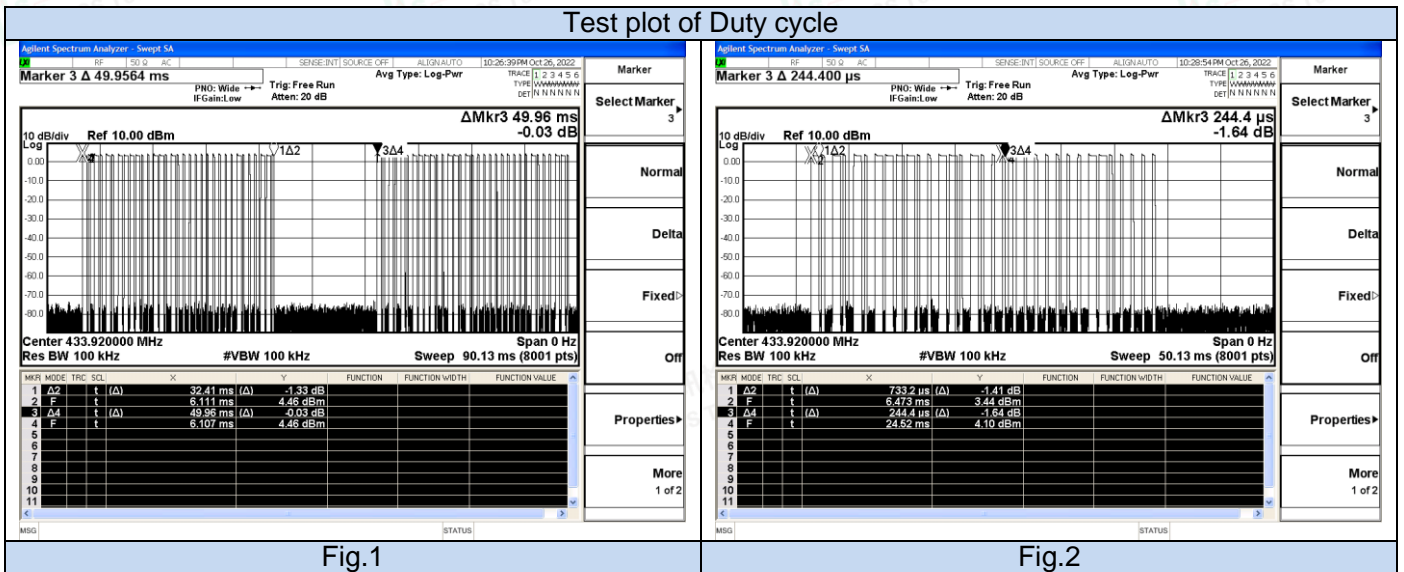 Test plot of Duty cycle
Agilent Spectrum Analyzer - Swept SA
RF 50 Ω AC SENSE:INT SOURCE OFF ALIGNAUTO 10:26:39 PM Oct 26, 2022
Marker 3 Δ 49.9564 ms
PNO: Wide
IFGain:Low
Trig: Free Run
Atten: 20 dB
Avg Type: Log-Pwr
TRACE 1 2 3 4 5 6
TYPE
DET N N N N N N
ΔMkr3 49.96 ms
-0.03 dB
10 dB/div Ref 10.00 dBm
Log
1Δ2
3Δ4
0.00
-10.0
-20.0
-30.0
-40.0
-50.0
-60.0
-70.0
-80.0
Center 433.920000 MHz Span 0 Hz
Res BW 100 kHz #VBW 100 kHz Sweep 90.13 ms (8001 pts)
MKR MODE TRC SCL X Y FUNCTION FUNCTION WIDTH FUNCTION VALUE
1 Δ2 t (Δ) 32.41 ms (Δ) -1.33 dB
2 F t 6.111 ms 4.46 dBm
3 Δ4 t (Δ) 49.96 ms (Δ) -0.03 dB
4 F t 6.107 ms 4.46 dBm
5
6
7
8
9
10
11
MSG STATUS
Marker
Select Marker
3
Normal
Delta
Fixed
Off
Properties
More
1 of 2
Agilent Spectrum Analyzer - Swept SA
RF 50 Ω AC SENSE:INT SOURCE OFF ALIGNAUTO 10:28:54 PM Oct 26, 2022
Marker 3 Δ 244.400 µs
PNO: Wide
IFGain:Low
Trig: Free Run
Atten: 20 dB
Avg Type: Log-Pwr
TRACE 1 2 3 4 5 6
TYPE
DET N N N N N N
ΔMkr3 244.4 µs
-1.64 dB
10 dB/div Ref 10.00 dBm
Log
1Δ2
3Δ4
0.00
-10.0
-20.0
-30.0
-40.0
-50.0
-60.0
-70.0
-80.0
Center 433.920000 MHz Span 0 Hz
Res BW 100 kHz #VBW 100 kHz Sweep 50.13 ms (8001 pts)
MKR MODE TRC SCL X Y FUNCTION FUNCTION WIDTH FUNCTION VALUE
1 Δ2 t (Δ) 733.2 µs (Δ) -1.41 dB
2 F t 6.473 ms 3.44 dBm
3 Δ4 t (Δ) 244.4 µs (Δ) -1.64 dB
4 F t 24.52 ms 4.10 dBm
5
6
7
8
9
10
11
MSG STATUS
Marker
Select Marker
3
Normal
Delta
Fixed
Off
Properties
More
1 of 2
Fig.1
Fig.2